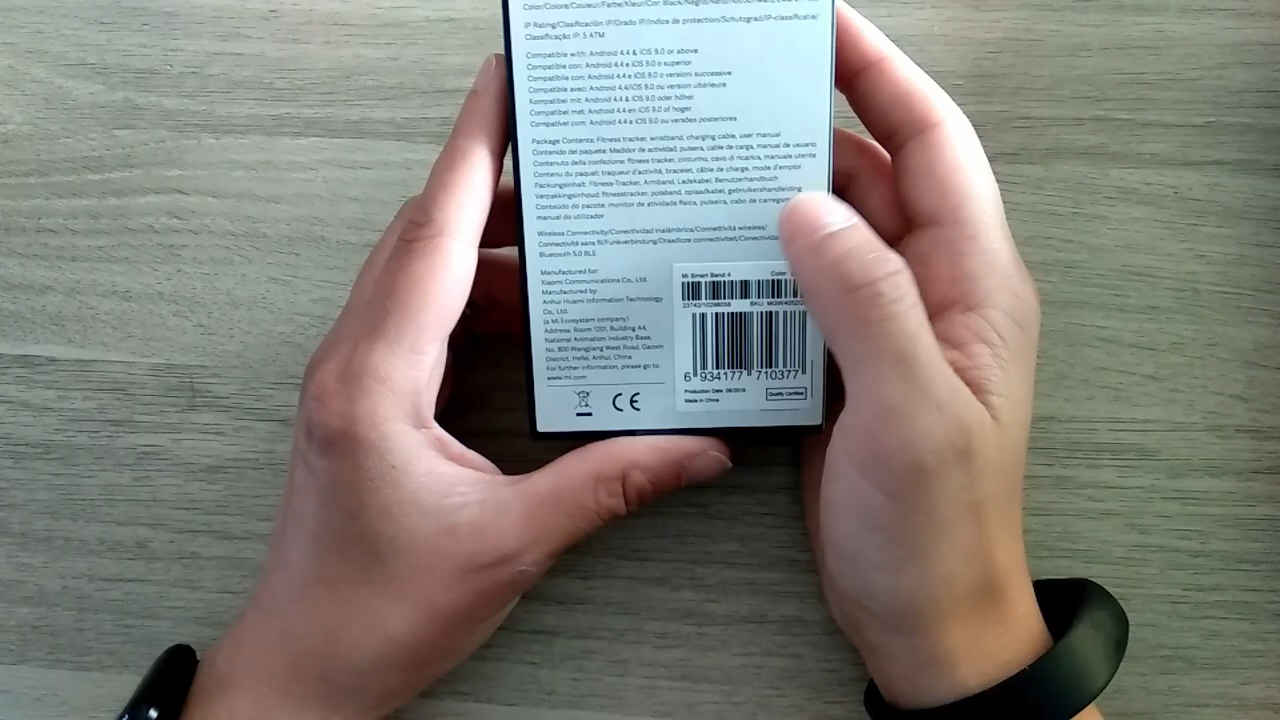 Color/Colore/Couleur/Farbe/Kleur/Cor: Black/Negro/Nero/Noir/Schwarz/
IP Rating/Clasificación IP/Grado IP/Indice de protection/Schutzgrad/IP-classificatie/
Classificação IP: 5 ATM
Compatible with: Android 4.4 & iOS 9.0 or above
Compatible con: Android 4.4 e iOS 9.0 o superior
Compatibile con: Android 4.4 e iOS 9.0 o versioni successive
Compatible avec: Android 4.4/iOS 9.0 ou version ultérieure
Kompatibel mit: Android 4.4 & iOS 9.0 oder höher
Compatibel met: Android 4.4 en iOS 9.0 of hoger
Compatível com: Android 4.4 e iOS 9.0 ou versões posteriores
Package Contents: Fitness tracker, wristband, charging cable, user manual
Contenido del paquete: Medidor de actividad, pulsera, cable de carga, manual de usuario
Contenuto della confezione: fitness tracker, cinturino, cavo di ricarica, manuale utente
Contenu du paquet: traqueur d'activité, bracelet, câble de charge, mode d'emploi
Packungsinhalt: Fitness-Tracker, Armband, Ladekabel, Benutzerhandbuch
Verpakkingsinhoud: fitnesstracker, polsband, oplaadkabel, gebruikershandleiding
Conteúdo do pacote: monitor de atividade física, pulseira, cabo de
manual do utilizador
Wireless Connectivity/Conectividad inalámbrica/Connettività wireless/
Connectivité sans fil/Funkverbindung/Draadloze connectiviteit/
Bluetooth 5.0 BLE
Manufactured for:
Xiaomi Communications Co., Ltd.
Manufactured by:
Anhui Huami Information Technology
Co., Ltd.
(a Mi Ecosystem company)
Address: Room 1201, Building A4,
National Animation Industry Base,
No. 800 Wangjiang West Road, Gaoxin
District, Hefei, Anhui, China
For further information, please go to
www.mi.com
Mi Smart Band 4 Color
23742/10298058 SKU:
6 934177 710377
Production Date: 06/2019
Made in China
Quality Certified
CE